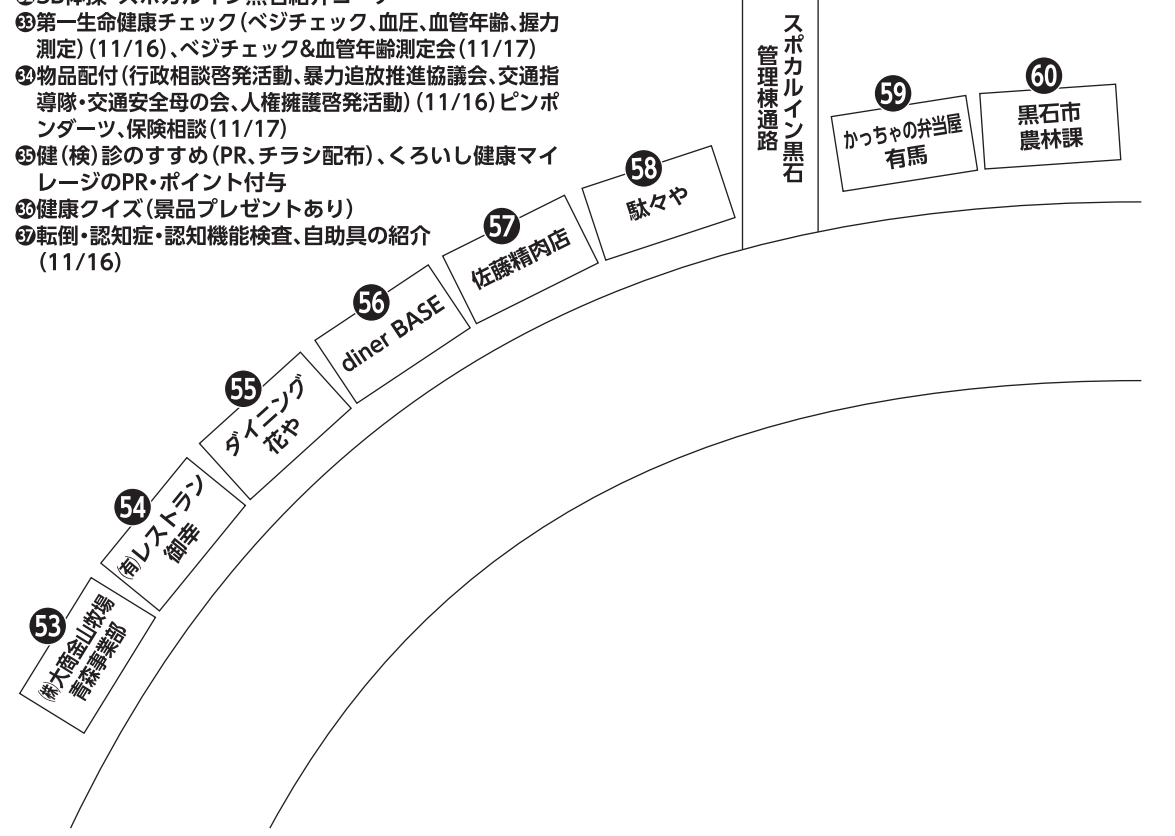 ㉝第一生命健康チェック(ベジチェック、血圧、血管年齢、握力
測定)(11/16)、ベジチェック&血管年齢測定会(11/17)
㉞物品配付(行政相談啓発活動、暴力追放推進協議会、交通指
導隊・交通安全母の会、人権擁護啓発活動)(11/16)ピンポ
ンダーツ、保険相談(11/17)
㉟健(検)診のすすめ(PR、チラシ配布)、くろいし健康マイ
レージのPR・ポイント付与
㊱健康クイズ(景品プレゼントあり)
㊲転倒・認知症・認知機能検査、自助具の紹介
(11/16)
53
㈱大商金山牧場
青森事業部
54
㈲レストラン
御幸
55
ダイニング
花や
56
diner BASE
57
佐藤精肉店
58
駄々や
スポカルイン黒石
管理棟通路
59
かっちゃの弁当屋
有馬
60
黒石市
農林課